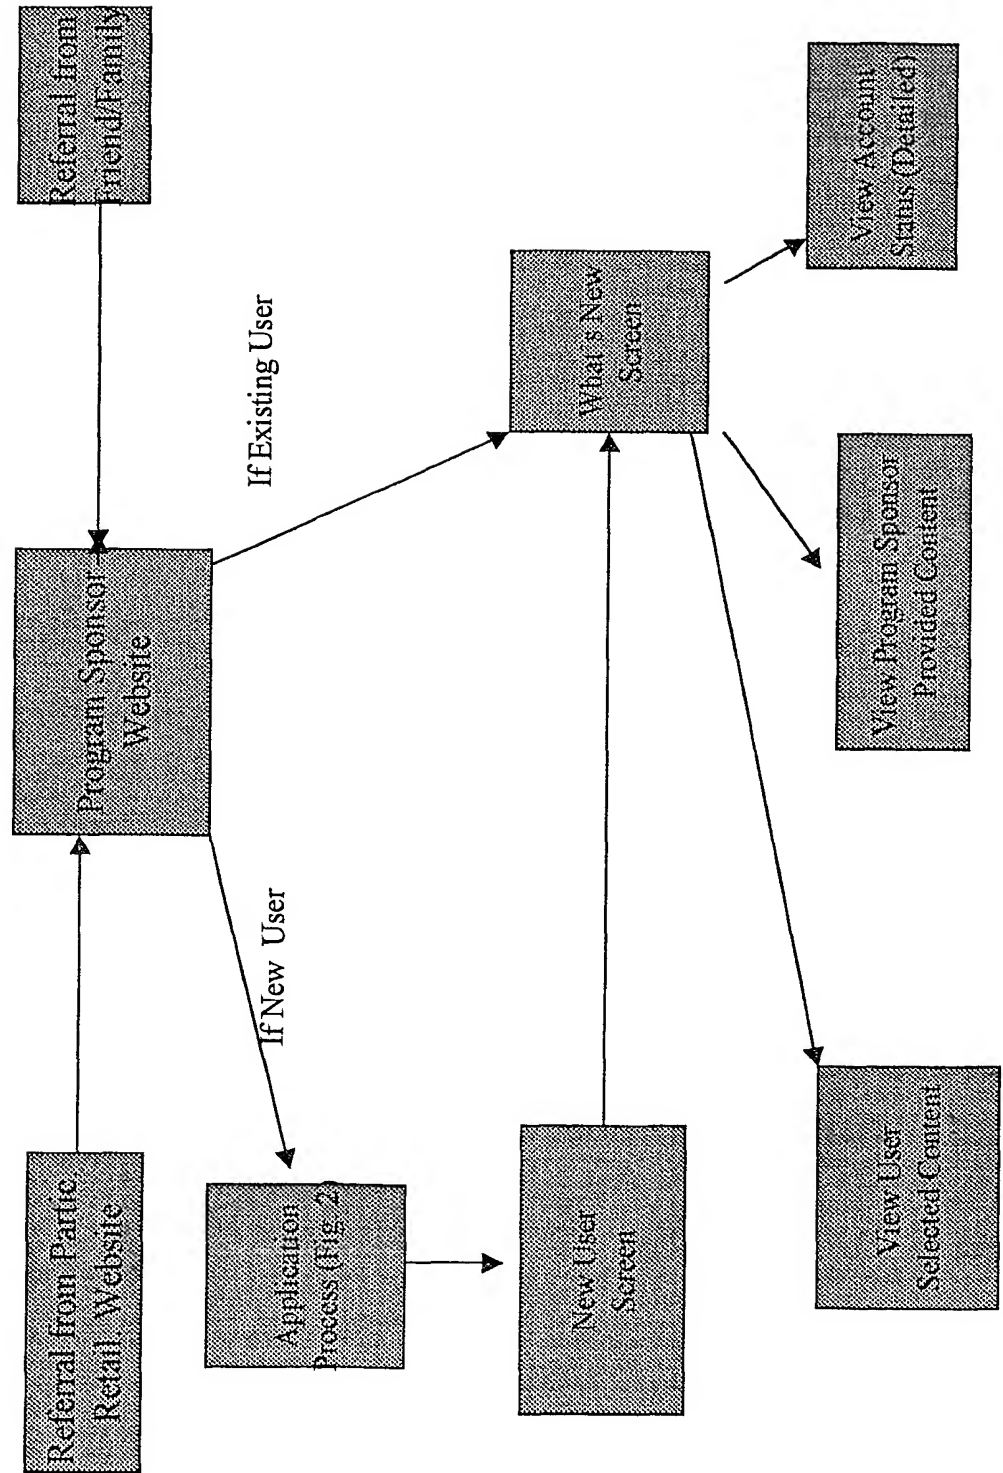 Referral from Partic.
Retail. Website
Program Sponsor
Website
Referral from
Friend/Family
If New User
If Existing User
Application
Process (Fig. 2)
New User
Screen
What's New
Screen
View User
Selected Content
View Program Sponsor
Provided Content
View Account
Status (Detailed)